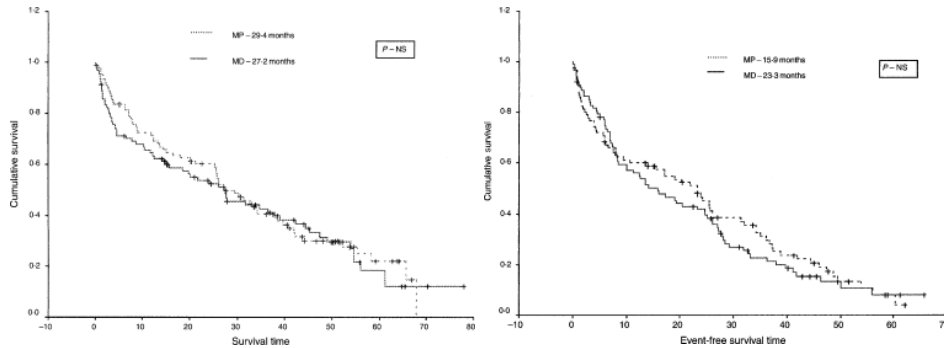 1·2
1·0
0·8
0·6
0·4
0·2
0·0
Cumulative survival
MP – 29·4 months
MD – 27·2 months
P – NS
−10 0 10 20 30 40 50 60 70 80
Survival time
1·2
1·0
0·8
0·6
0·4
0·2
0·0
Cumulative survival
MP – 15·9 months
MD – 23·3 months
P – NS
−10 0 10 20 30 40 50 60 7
Event-free survival time